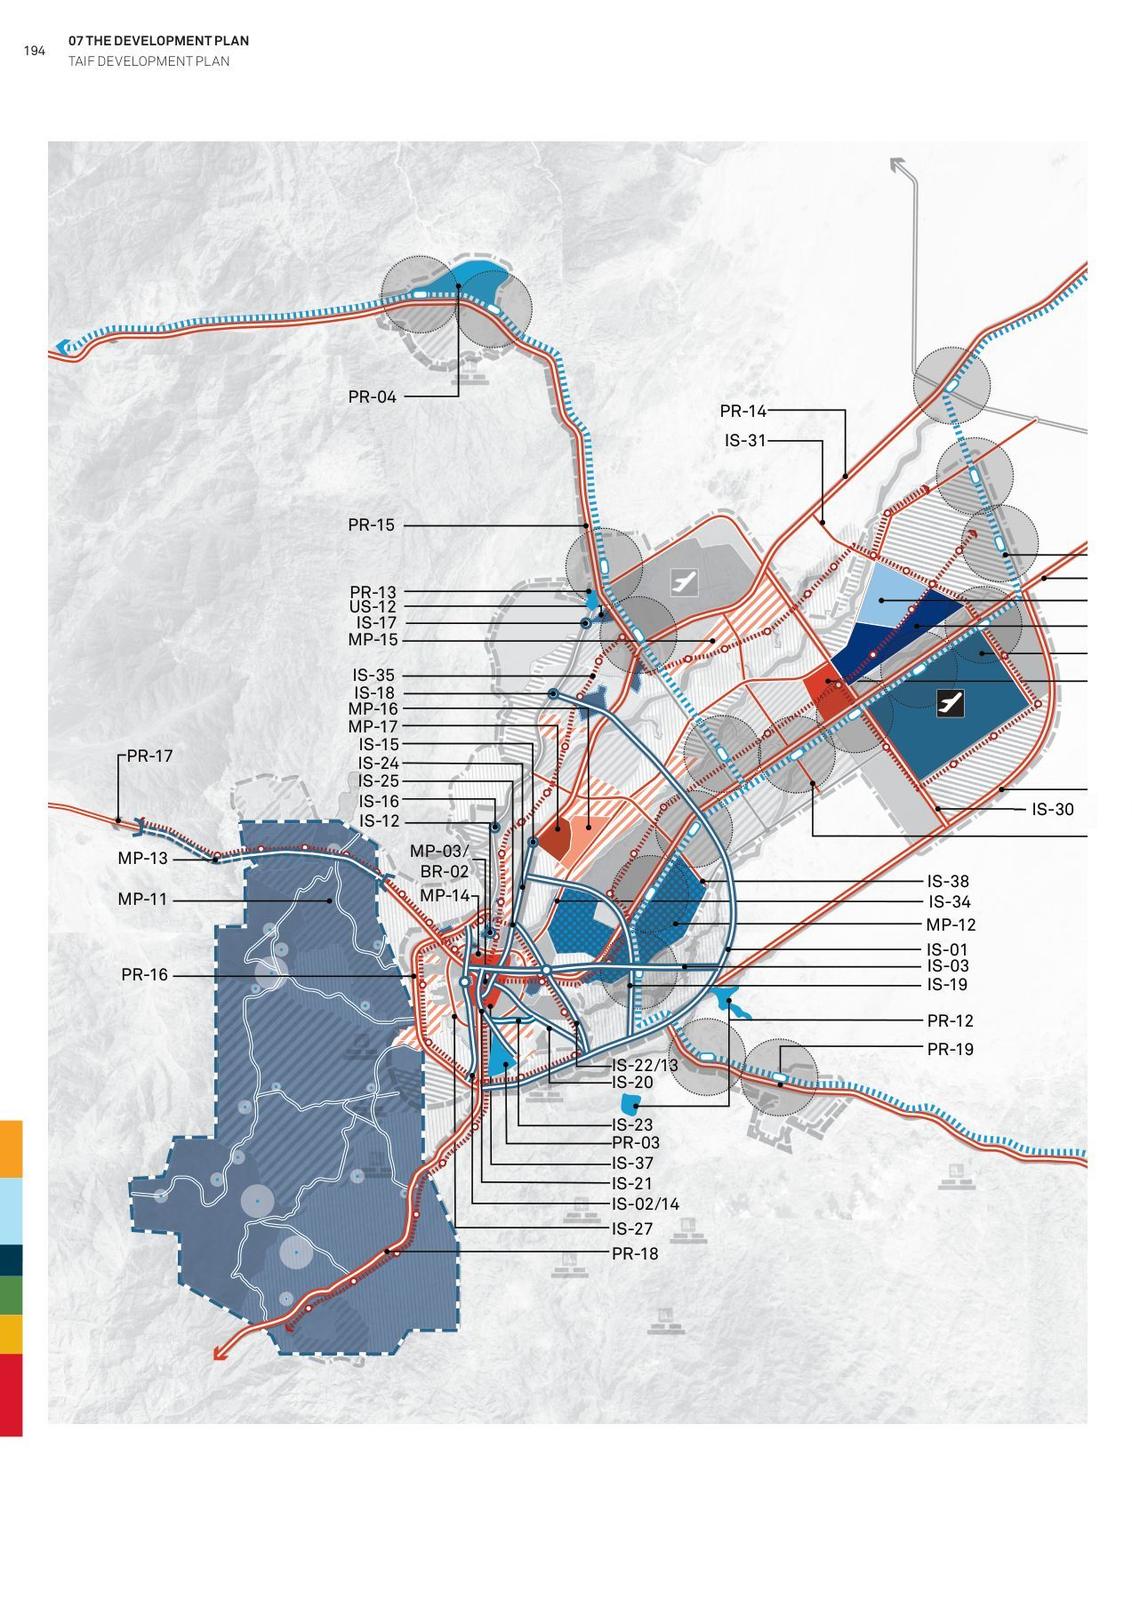 194
07 THE DEVELOPMENT PLAN
TAIF DEVELOPMENT PLAN
PR-04
PR-14
IS-31
PR-15
PR-13
US-12
IS-17
MP-15
IS-35
IS-18
MP-16
MP-17
IS-15
PR-17
IS-24
IS-25
IS-16
IS-30
IS-12
MP-03/
BR-02
MP-13
MP-14
MP-11
IS-38
IS-34
MP-12
IS-01
IS-03
PR-16
IS-19
PR-12
PR-19
IS-22/13
IS-20
IS-23
PR-03
IS-37
IS-21
IS-02/14
IS-27
PR-18